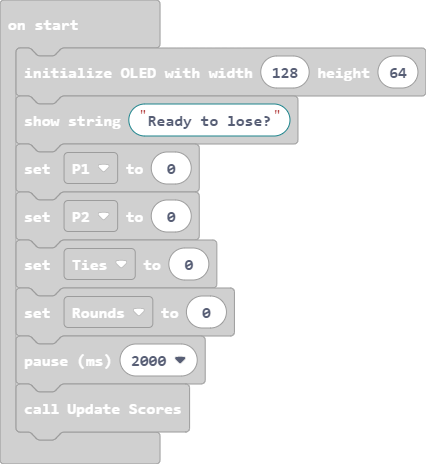 on start
initialize OLED with width 128 height 64
show string "Ready to lose?"
set P1 to 0
set P2 to 0
set Ties to 0
set Rounds to 0
pause (ms) 2000
call Update Scores